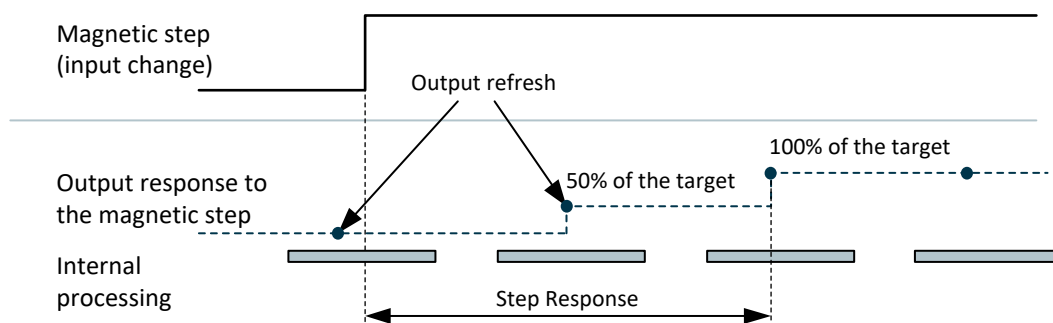 Magnetic step
(input change)
Output refresh
100% of the target
50% of the target
Output response to
the magnetic step
Internal
processing
Step Response